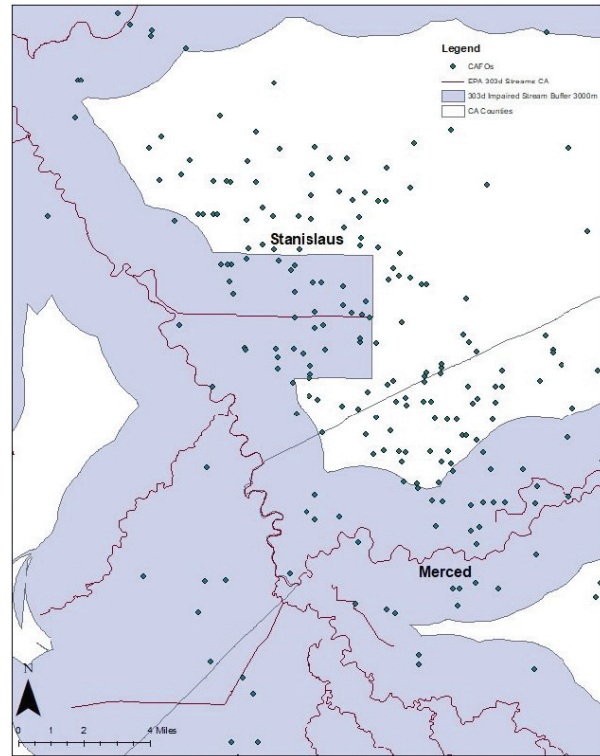 Legend
CAFOs
EPA 303d Streams CA
303d Impaired Stream Buffer 3000m
CA Counties
Stanislaus
Merced
N
0 1 2 4 Miles